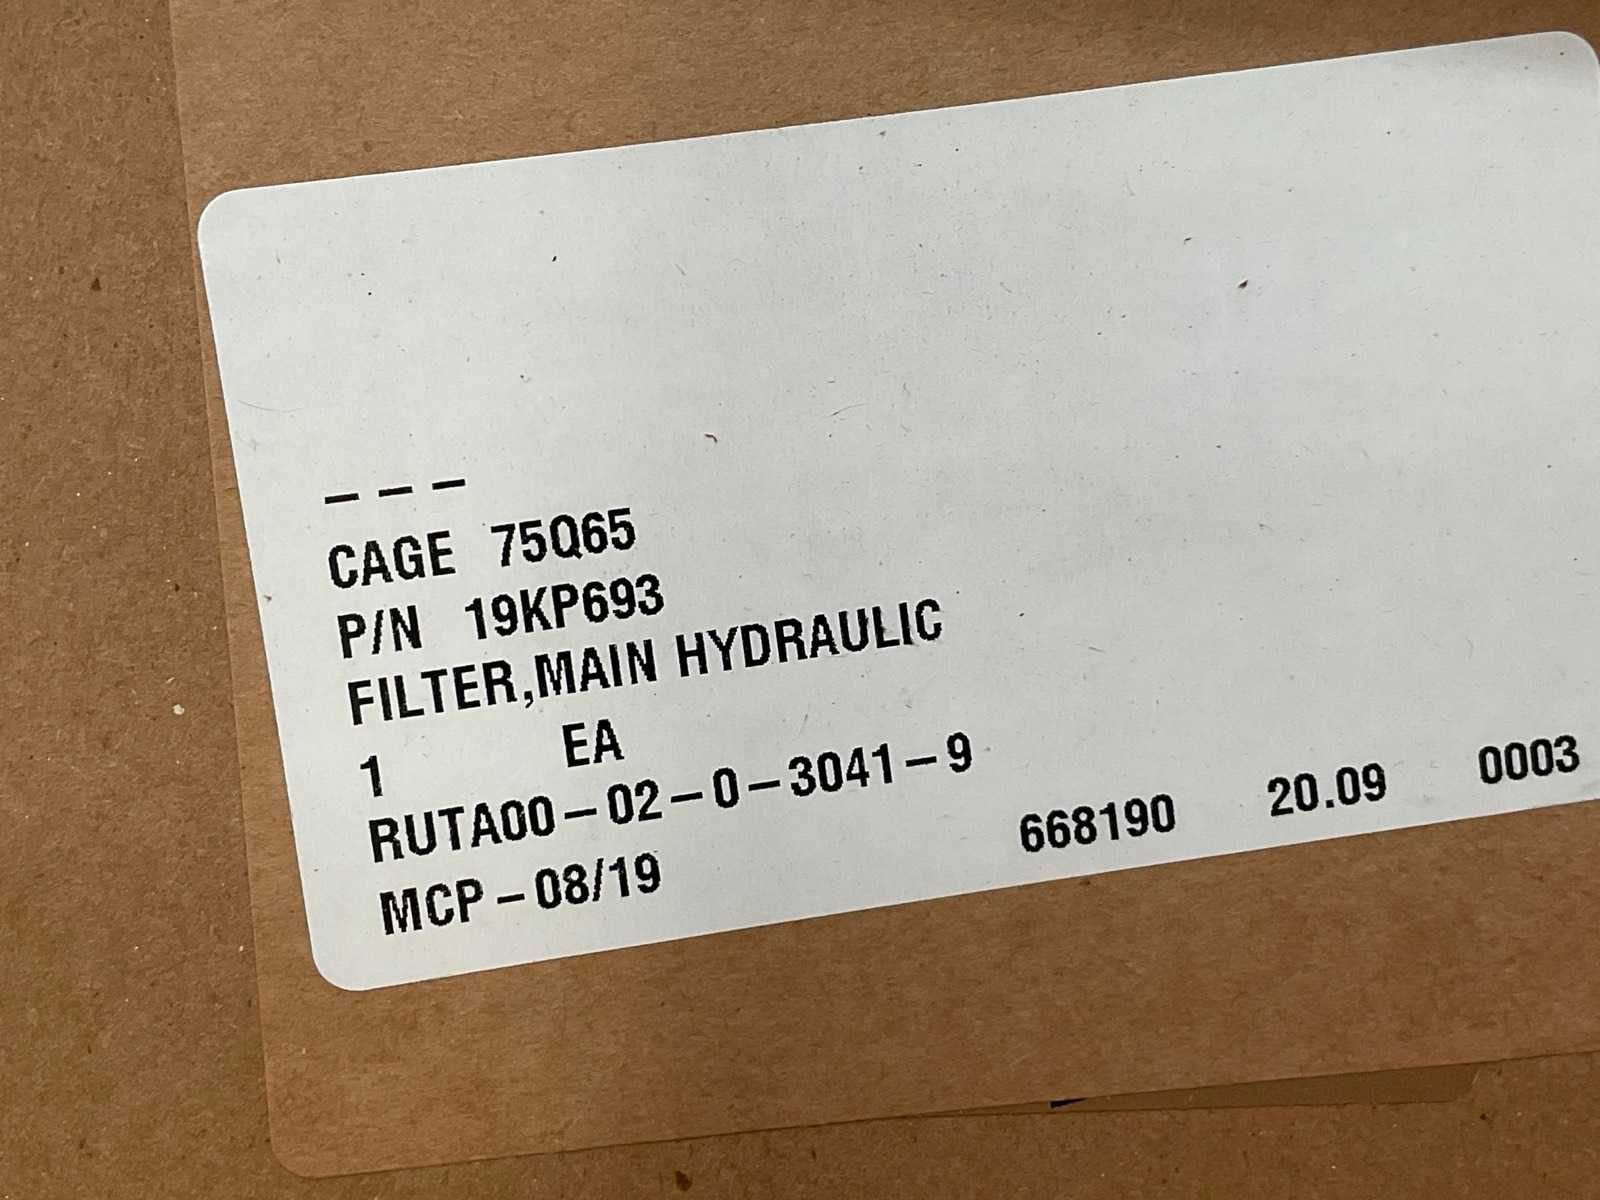 – – –
CAGE 75Q65
P/N 19KP693
FILTER,MAIN HYDRAULIC
1 EA
RUTA00–02–0–3041–9
MCP–08/19 668190 20.09 0003